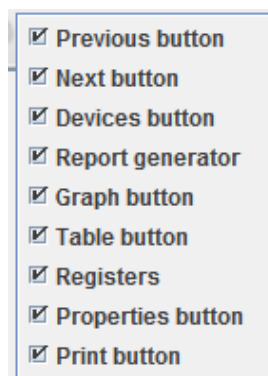 Previous button
Next button
Devices button
Report generator
Graph button
Table button
Registers
Properties button
Print button